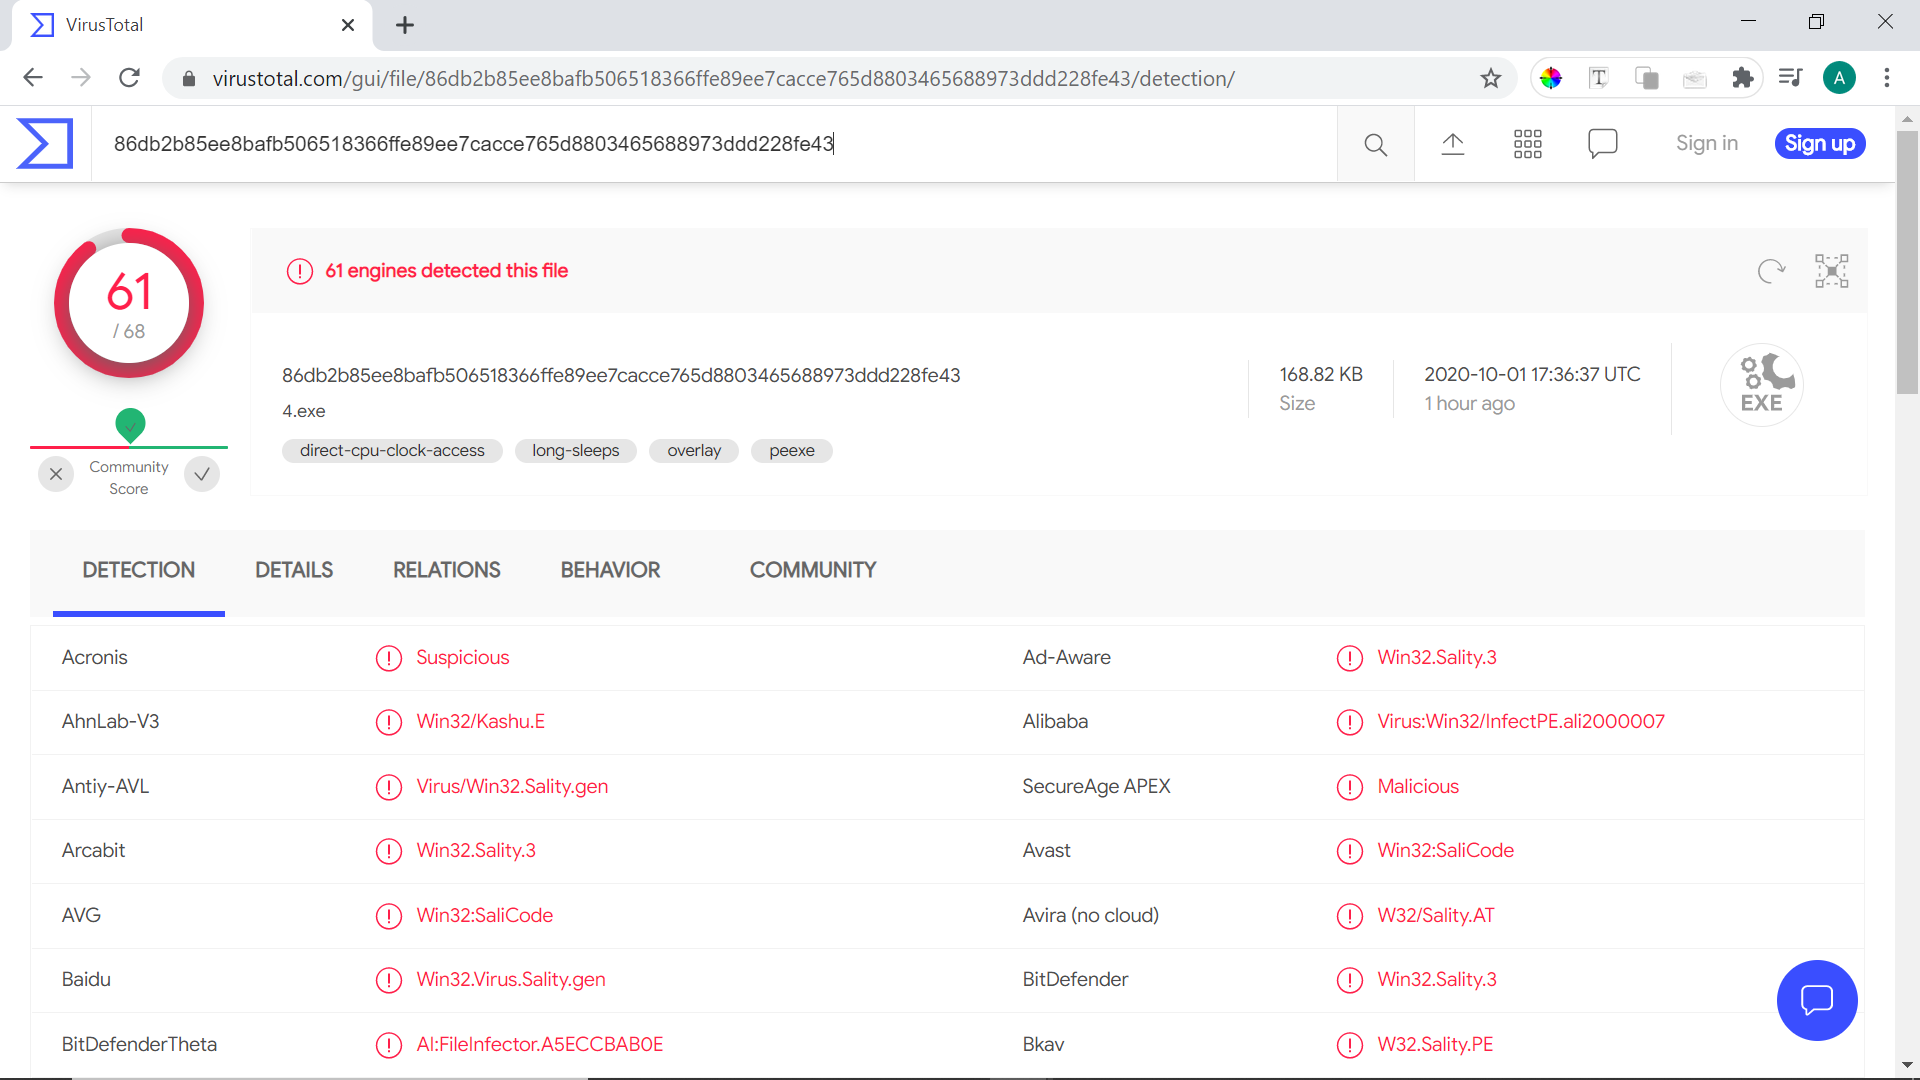 VirusTotal
virustotal.com/gui/file/86db2b85ee8bafb506518366ffe89ee7cacce765d8803465688973ddd228fe43/detection/
T
A
86db2b85ee8bafb506518366ffe89ee7cacce765d8803465688973ddd228fe43
Sign in
Sign up
61
/ 68
Community
Score
61 engines detected this file
86db2b85ee8bafb506518366ffe89ee7cacce765d8803465688973ddd228fe43
4.exe
direct-cpu-clock-access long-sleeps overlay peexe
168.82 KB
Size
2020-10-01 17:36:37 UTC
1 hour ago
EXE
DETECTION DETAILS RELATIONS BEHAVIOR COMMUNITY
Acronis Suspicious Ad-Aware Win32.Sality.3
AhnLab-V3 Win32/Kashu.E Alibaba Virus:Win32/InfectPE.ali2000007
Antiy-AVL Virus/Win32.Sality.gen SecureAge APEX Malicious
Arcabit Win32.Sality.3 Avast Win32:SaliCode
AVG Win32:SaliCode Avira (no cloud) W32/Sality.AT
Baidu Win32.Virus.Sality.gen BitDefender Win32.Sality.3
BitDefenderTheta AI:FileInfector.A5ECCBAB0E Bkav W32.Sality.PE